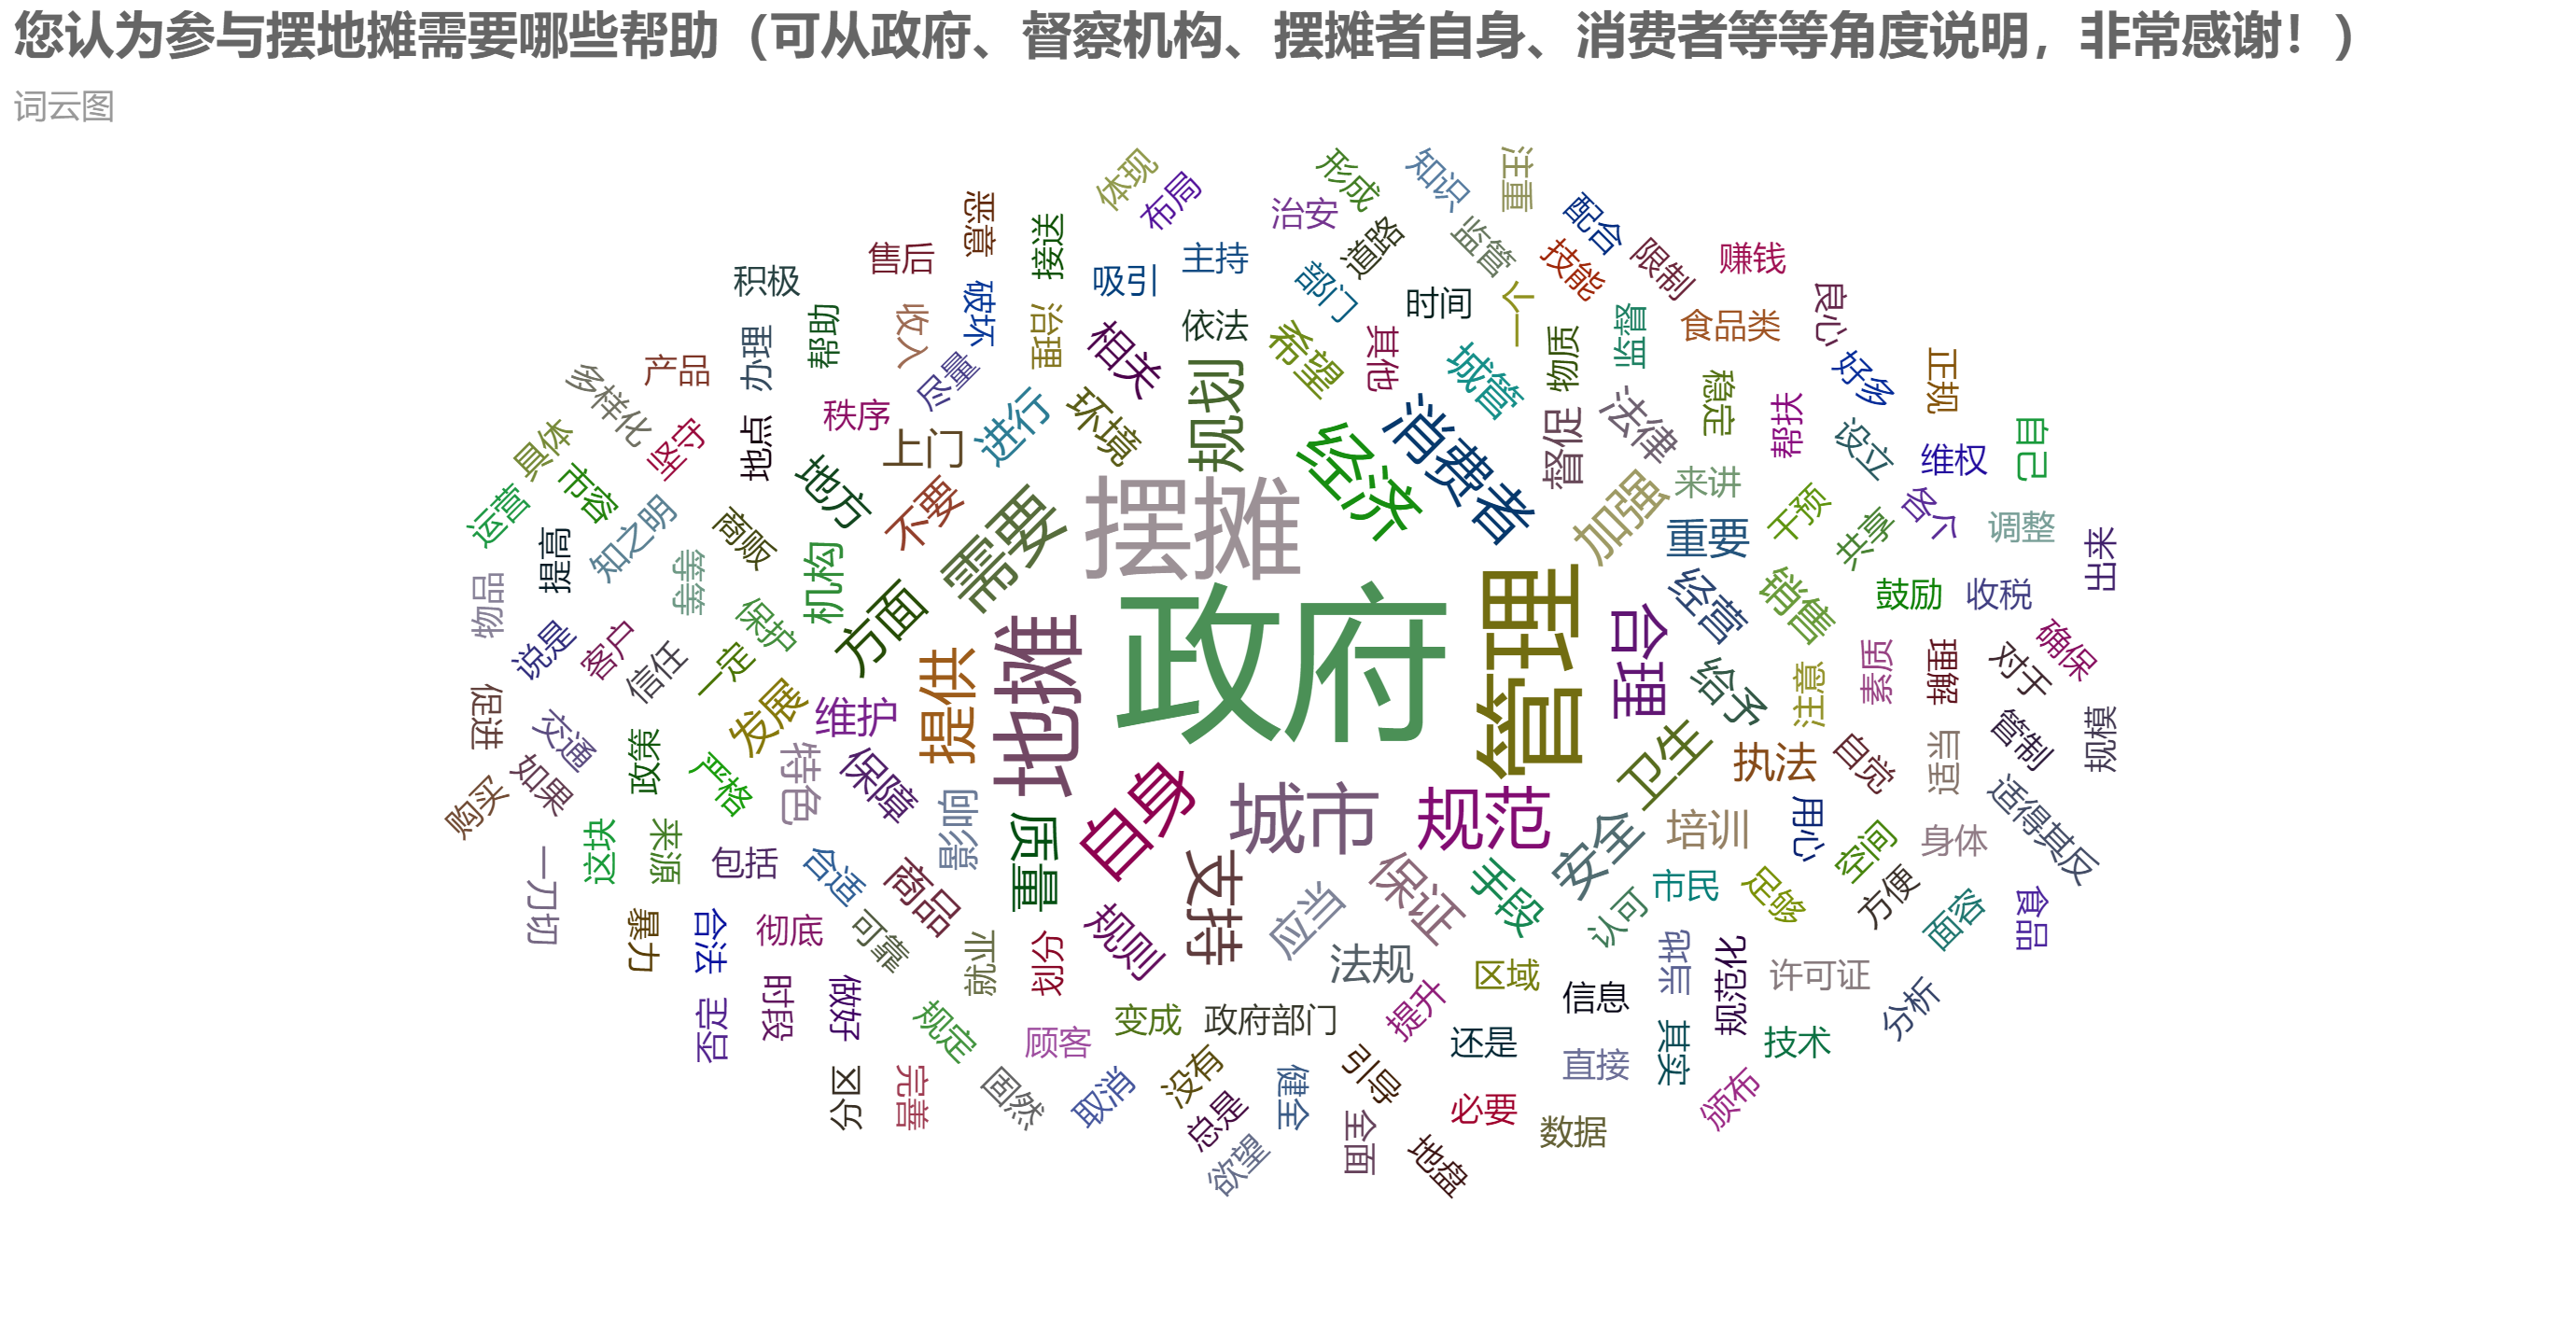 您认为参与摆地摊需要哪些帮助（可从政府、督察机构、摆摊者自身、消费者等等角度说明，非常感谢！）
词云图
体现
布局
形成
知识
注重
治安
道路
监管
配合
恶意
接送
售后
吸引
主持
部门
技能
限制
赚钱
积极
破坏
收入
理治
时间
一个
良心
帮助
办理
尽量
相关
依法
希望
其他
物质
监督
食品类
产品
多样化
秩序
进行
环境
规划
城管
督促
法律
稳定
帮扶
好多
正规
具体
坚守
地点
地方
上门
不要
经济
消费者
加强
来讲
设立
维权
自己
运营
市容
知之明
商贩
需要
摆摊
重要
干预
共享
各个
调整
提高
等等
机构
出来
物品
保护
方面
经营
销售
鼓励
收税
说是
客户
信任
一定
地摊
政府
管理
合理
给予
注意
素质
理解
对于
确保
促进
交通
发展
维护
提供
管制
规模
购买
如果
政策
严格
特色
保障
卫生
执法
自觉
适当
适得其反
一刀切
这块
来源
包括
合适
商品
影响
质量
自身
城市
规范
安全
培训
用心
空间
身体
支持
保证
手段
市民
足够
方便
面容
食品
暴力
合法
彻底
可靠
就业
划分
规则
应当
法规
认可
区域
信息
当地
规范化
许可证
分析
否定
时段
做好
规定
顾客
变成
政府部门
提升
还是
直接
其实
技术
分区
完善
固然
取消
没有
总是
欲望
健全
引导
全面
地盘
必要
数据
颁布